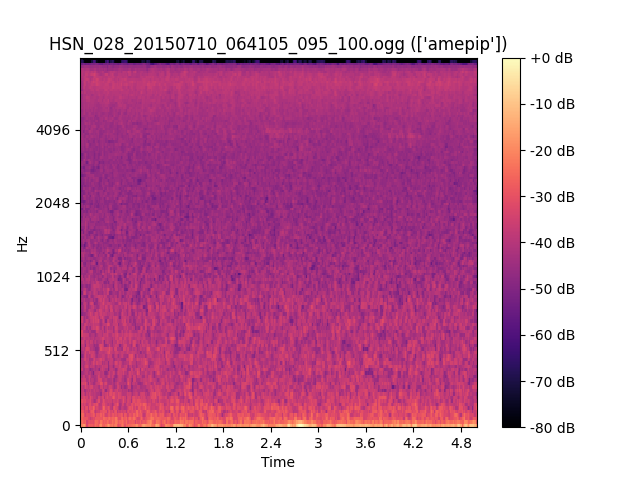 HSN_028_20150710_064105_095_100.ogg (['amepip'])
+0 dB
-10 dB
-20 dB
-30 dB
-40 dB
-50 dB
-60 dB
-70 dB
-80 dB
Hz
4096
2048
1024
512
0
0 0.6 1.2 1.8 2.4 3 3.6 4.2 4.8
Time